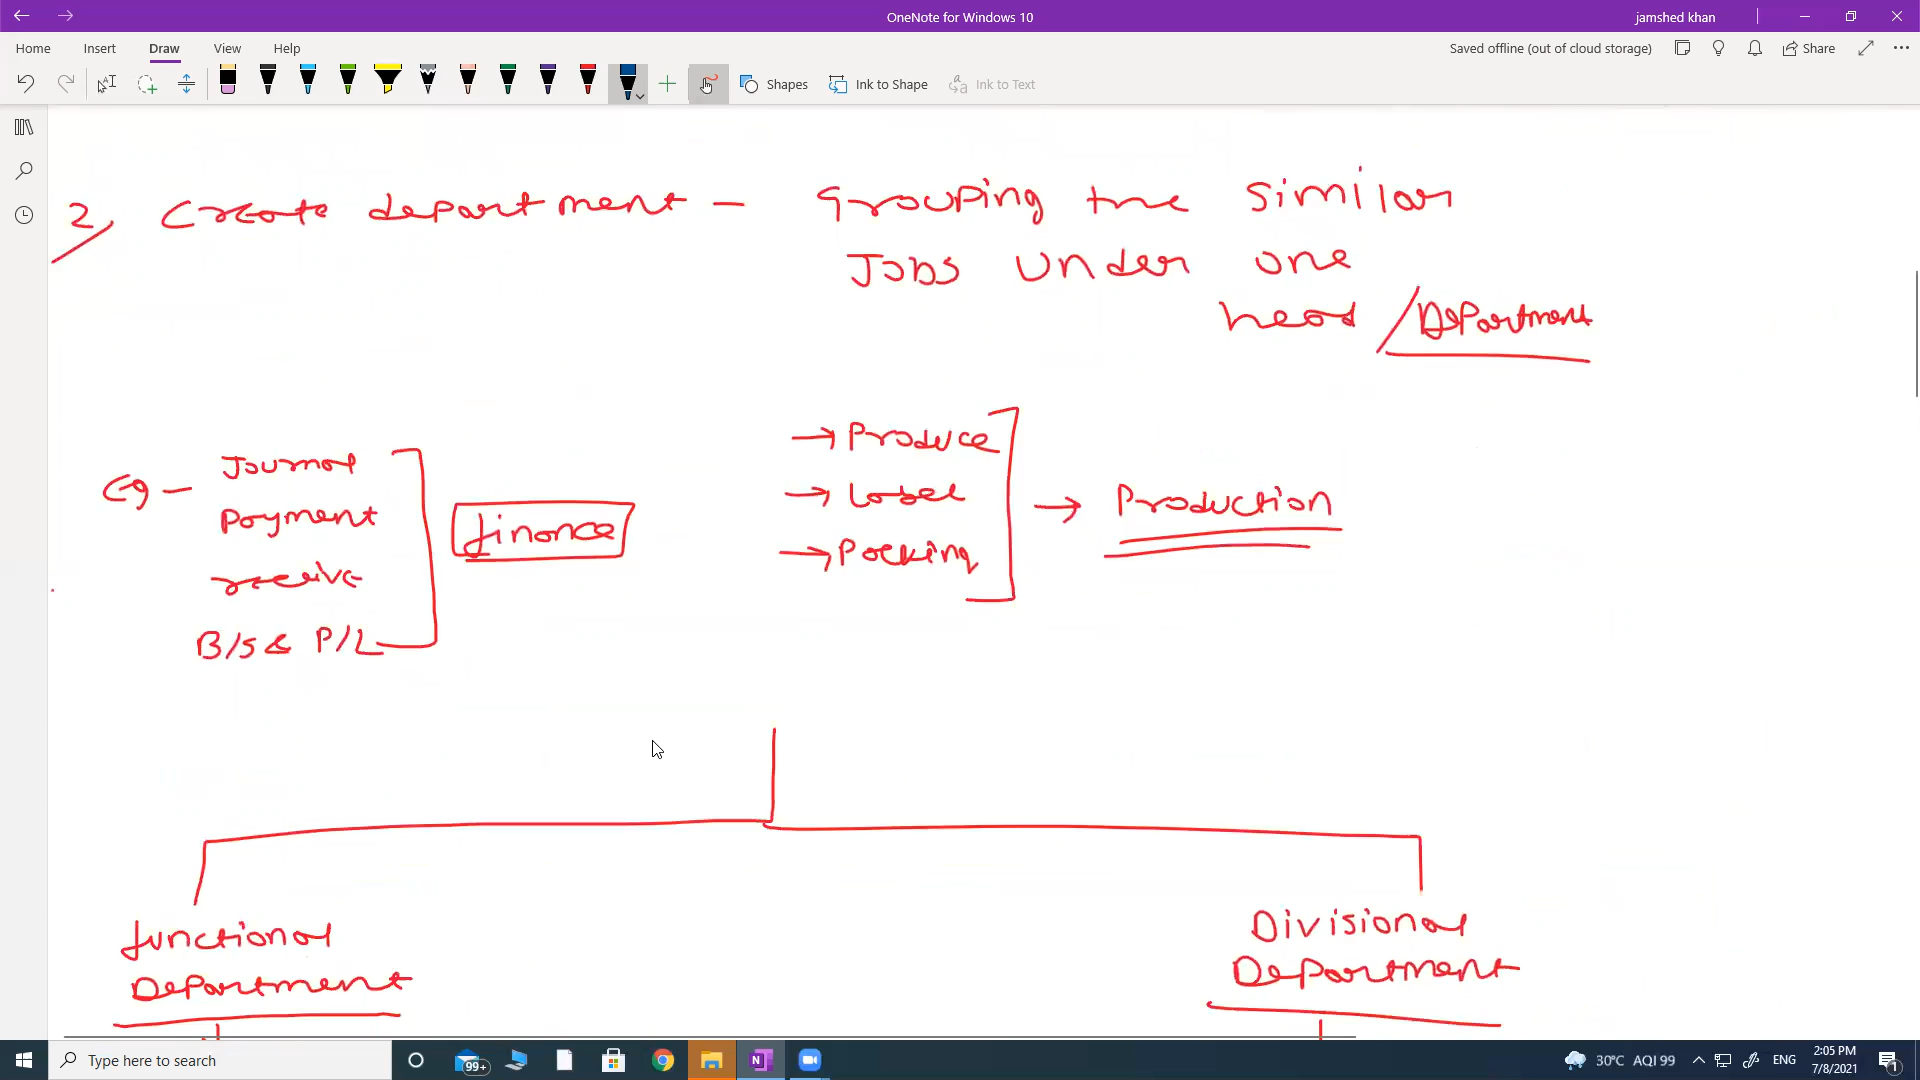 OneNote for Windows 10
jamshed khan
Home Insert Draw View Help
Saved offline (out of cloud storage)
Share
Shapes
Ink to Shape
Ink to Text
2, Create department - Grouping the Similar
Jobs Under one
head / Department
Eg -
Journal
Payment
receive
B/S & P/L
finance
→ Produce
→ Label
→ Packing
→ Production
functional
Department
Divisional
Department
Type here to search
99+
30°C AQI 99
ENG
2:05 PM
7/8/2021
1